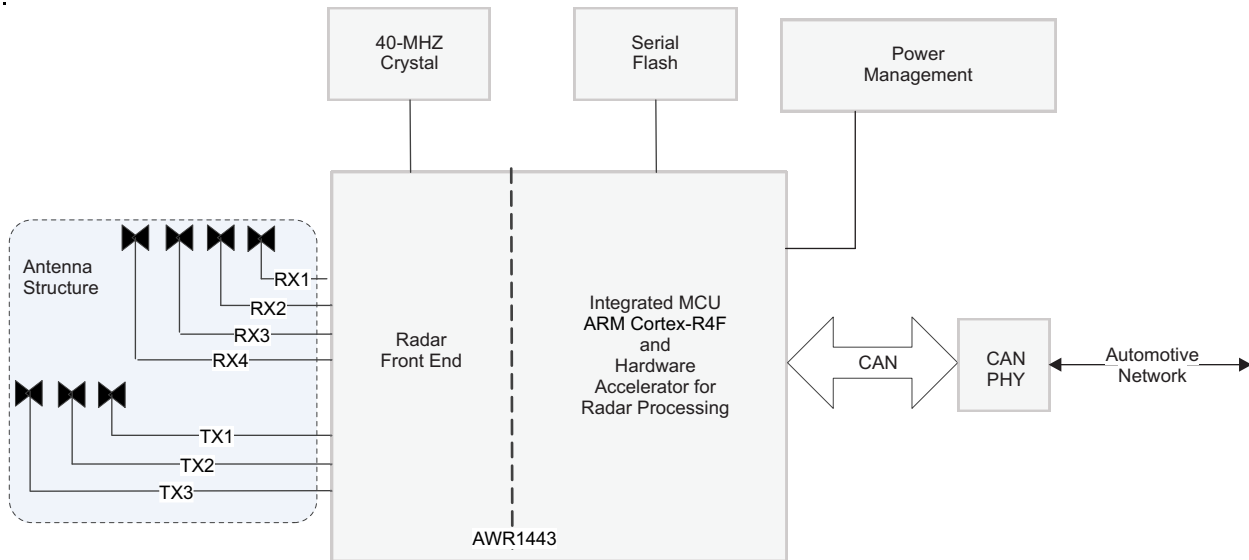 40-MHZ
Crystal
Serial
Flash
Power
Management
Antenna
Structure
RX1
RX2
RX3
RX4
TX1
TX2
TX3
Radar
Front End
Integrated MCU
ARM Cortex-R4F
and
Hardware
Accelerator for
Radar Processing
CAN
CAN
PHY
Automotive
Network
AWR1443